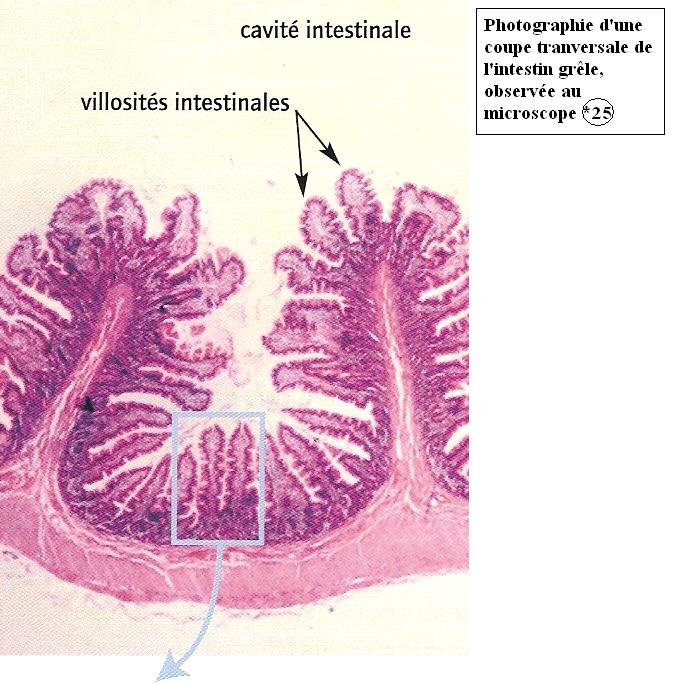 cavité intestinale
villosités intestinales
Photographie d'une
coupe tranversale de
l'intestin grêle,
observée au
microscope *25